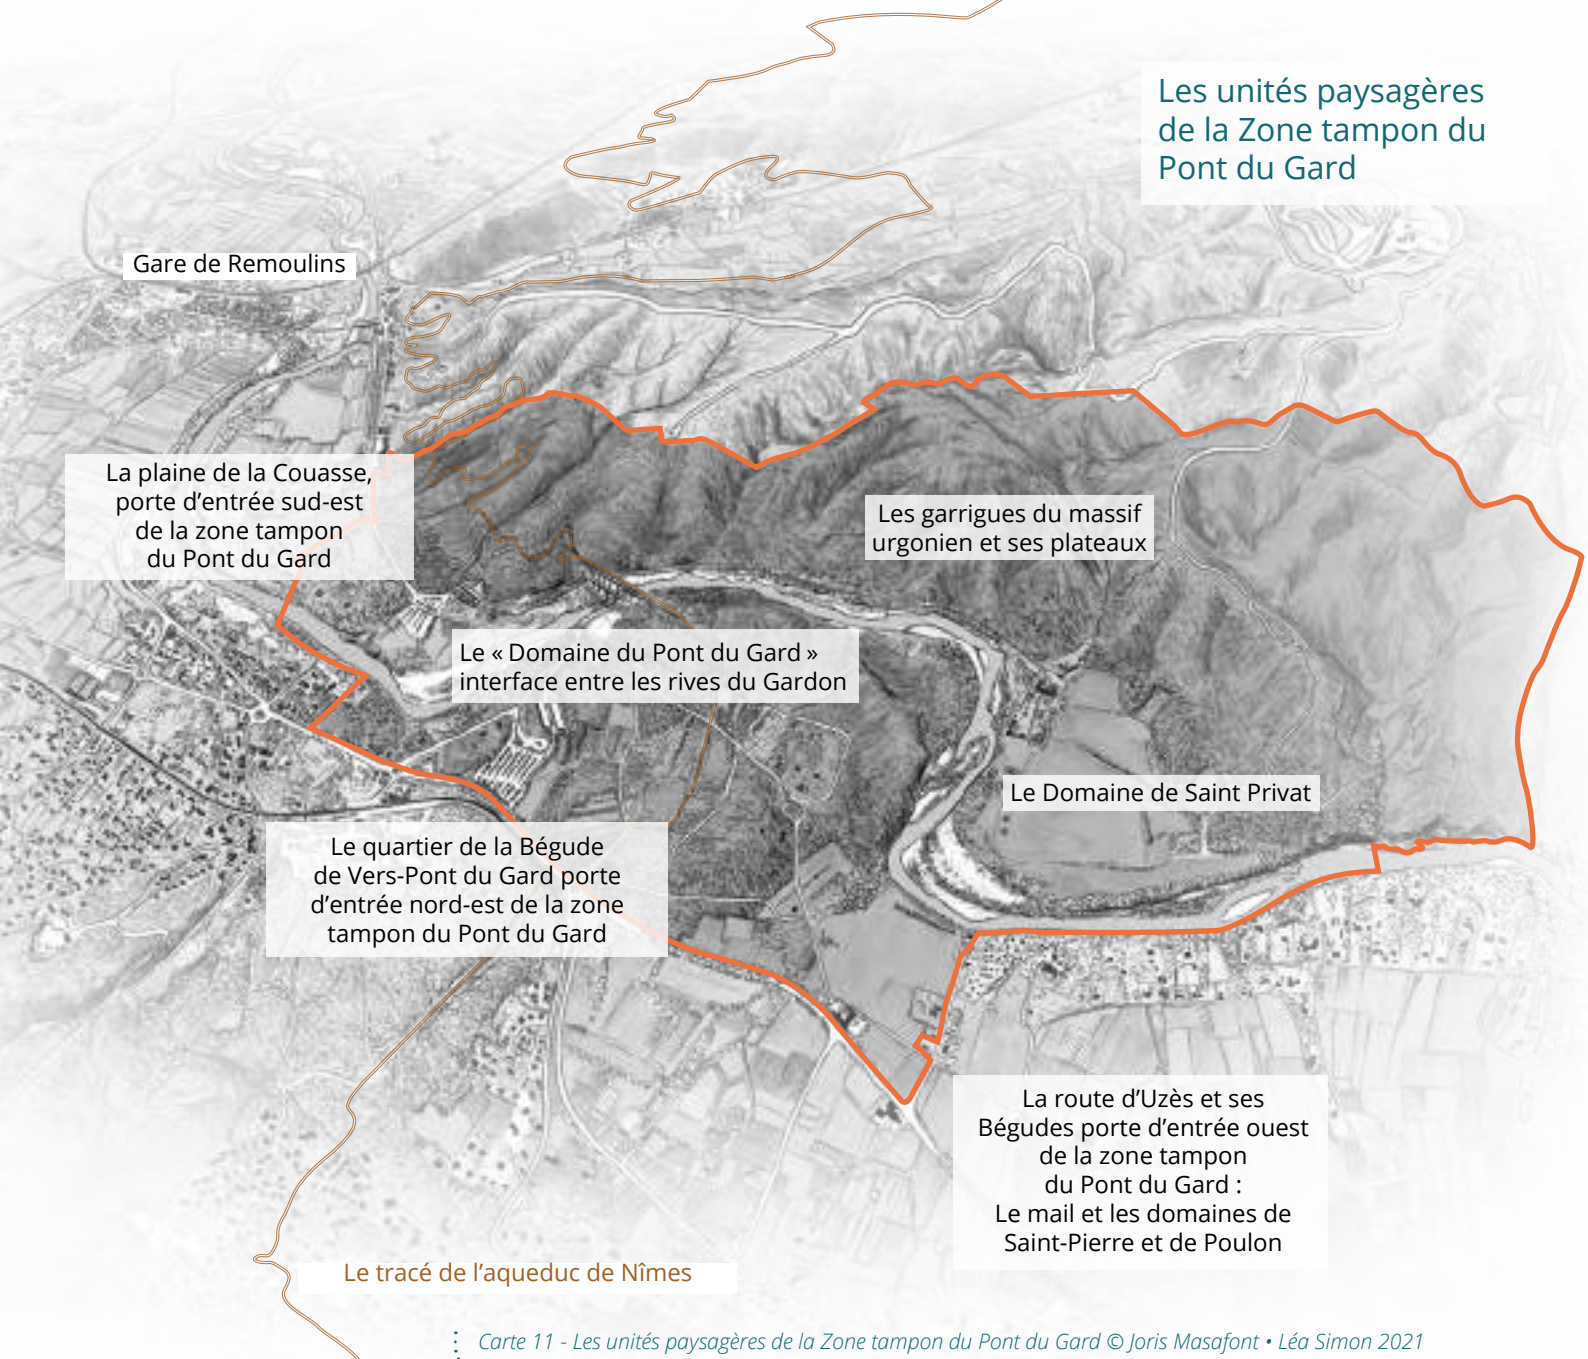 Les unités paysagères
de la Zone tampon du
Pont du Gard
Gare de Remoulins
La plaine de la Couasse,
porte d’entrée sud-est
de la zone tampon
du Pont du Gard
Les garrigues du massif
urgonien et ses plateaux
Le « Domaine du Pont du Gard »
interface entre les rives du Gardon
Le Domaine de Saint Privat
Le quartier de la Bégude
de Vers-Pont du Gard porte
d’entrée nord-est de la zone
tampon du Pont du Gard
La route d’Uzès et ses
Bégudes porte d’entrée ouest
de la zone tampon
du Pont du Gard :
Le mail et les domaines de
Saint-Pierre et de Poulon
Le tracé de l’aqueduc de Nîmes
Carte 11 - Les unités paysagères de la Zone tampon du Pont du Gard © Joris Masafont • Léa Simon 2021